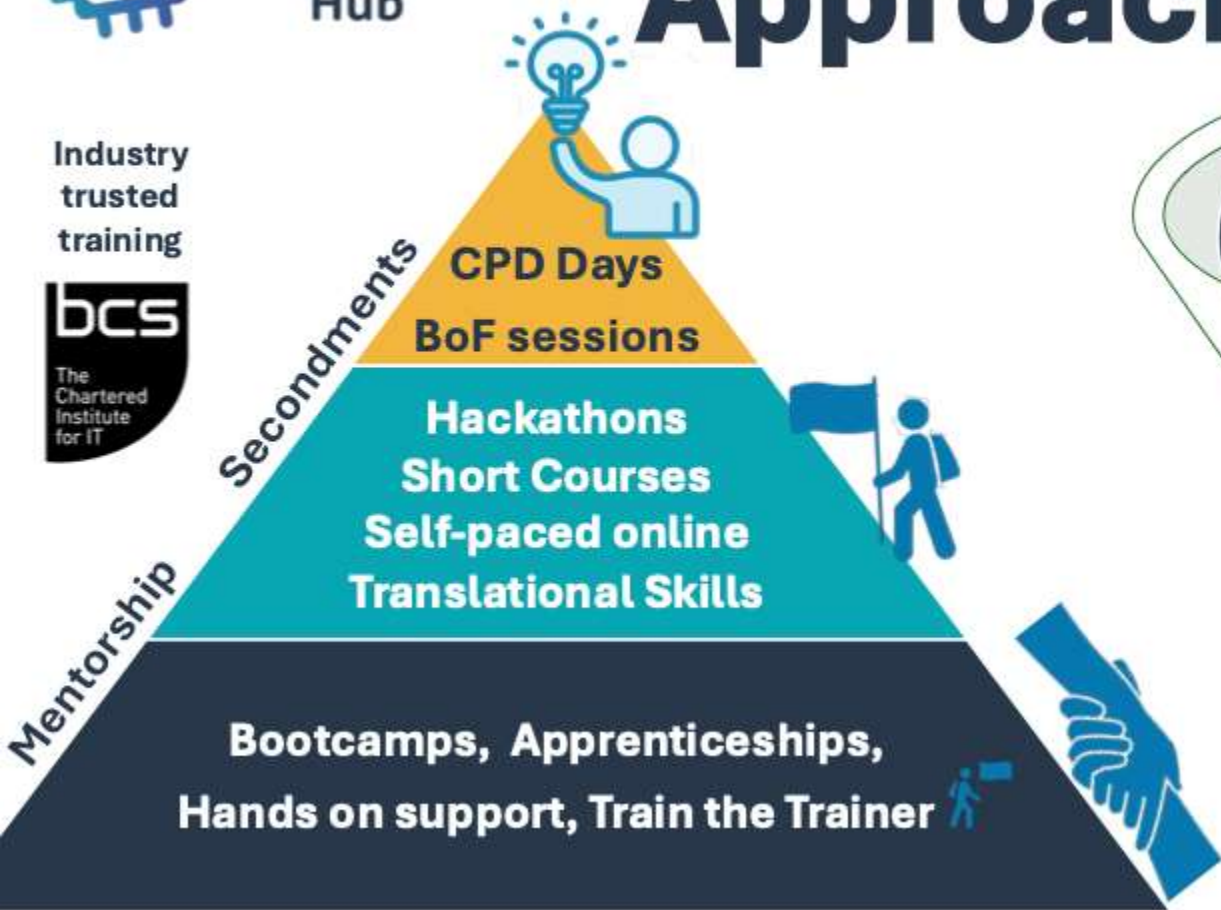 Hub
Approach
Industry
trusted
training
bcs
The
Chartered
Institute
for IT
Secondments
Mentorship
CPD Days
BoF sessions
Hackathons
Short Courses
Self-paced online
Translational Skills
Bootcamps, Apprenticeships,
Hands on support, Train the Trainer